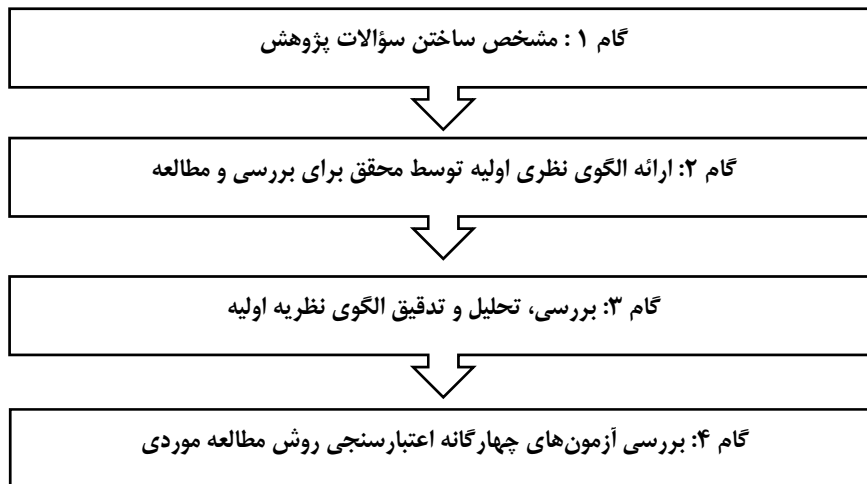 گام ۱ : مشخص ساختن سؤالات پژوهش
گام ۲: ارائه الگوی نظری اولیه توسط محقق برای بررسی و مطالعه
گام ۳: بررسی، تحلیل و تدقیق الگوی نظریه اولیه
گام ۴: بررسی آزمون‌های چهارگانه اعتبارسنجی روش مطالعه موردی